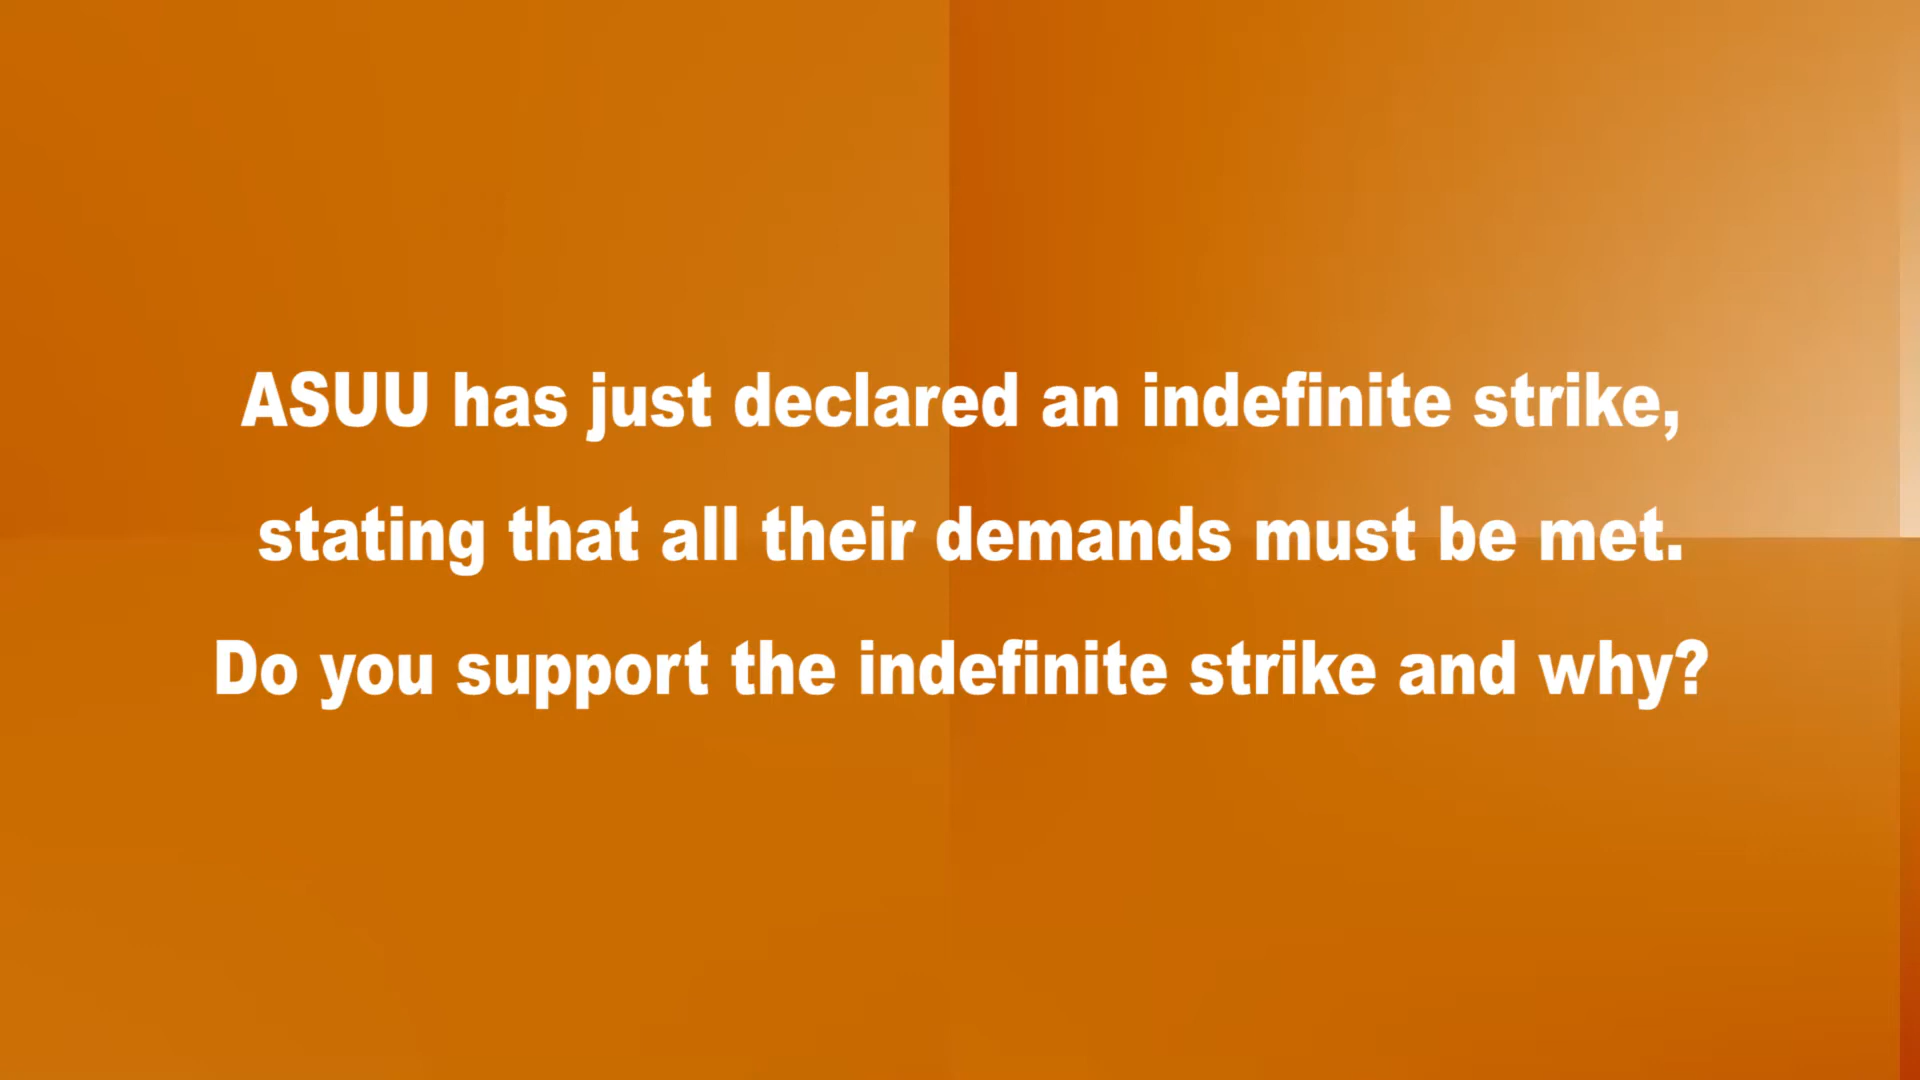 ASUU has just declared an indefinite strike,
stating that all their demands must be met.
Do you support the indefinite strike and why?